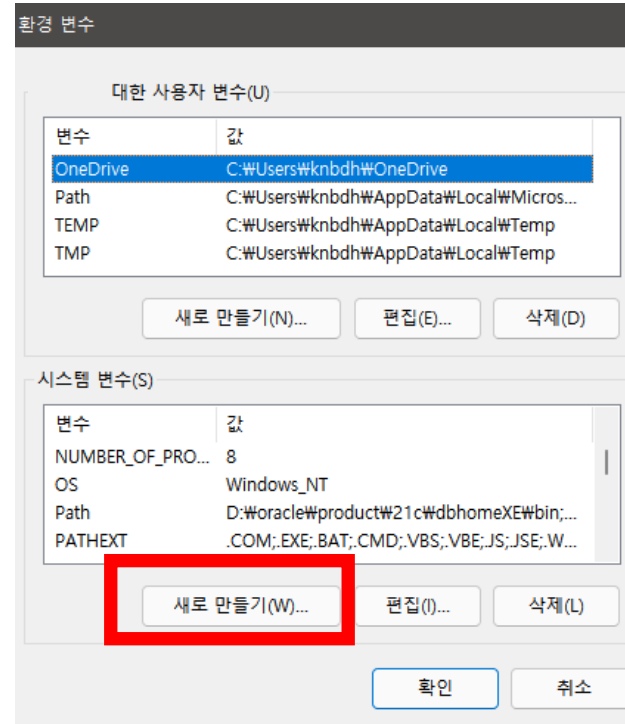 환경 변수
대한 사용자 변수(U)
변수 값
OneDrive C:₩Users₩knbdh₩OneDrive
Path C:₩Users₩knbdh₩AppData₩Local₩Micros...
TEMP C:₩Users₩knbdh₩AppData₩Local₩Temp
TMP C:₩Users₩knbdh₩AppData₩Local₩Temp
새로 만들기(N)... 편집(E)... 삭제(D)
시스템 변수(S)
변수 값
NUMBER_OF_PRO... 8
OS Windows_NT
Path D:₩oracle₩product₩21c₩dbhomeXE₩bin;...
PATHEXT .COM;.EXE;.BAT;.CMD;.VBS;.VBE;.JS;.JSE;.W...
새로 만들기(W)... 편집(I)... 삭제(L)
확인 취소